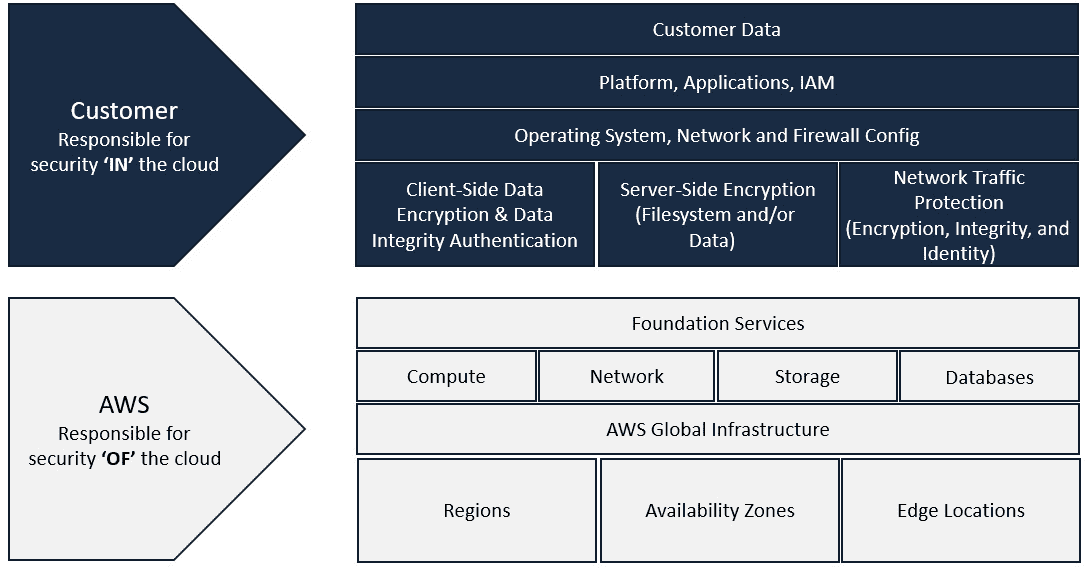 Customer
Responsible for
security ‘IN’ the cloud
Customer Data
Platform, Applications, IAM
Operating System, Network and Firewall Config
Client-Side Data
Encryption & Data
Integrity Authentication
Server-Side Encryption
(Filesystem and/or
Data)
Network Traffic
Protection
(Encryption, Integrity, and
Identity)
AWS
Responsible for
security ‘OF’ the cloud
Foundation Services
Compute
Network
Storage
Databases
AWS Global Infrastructure
Regions
Availability Zones
Edge Locations